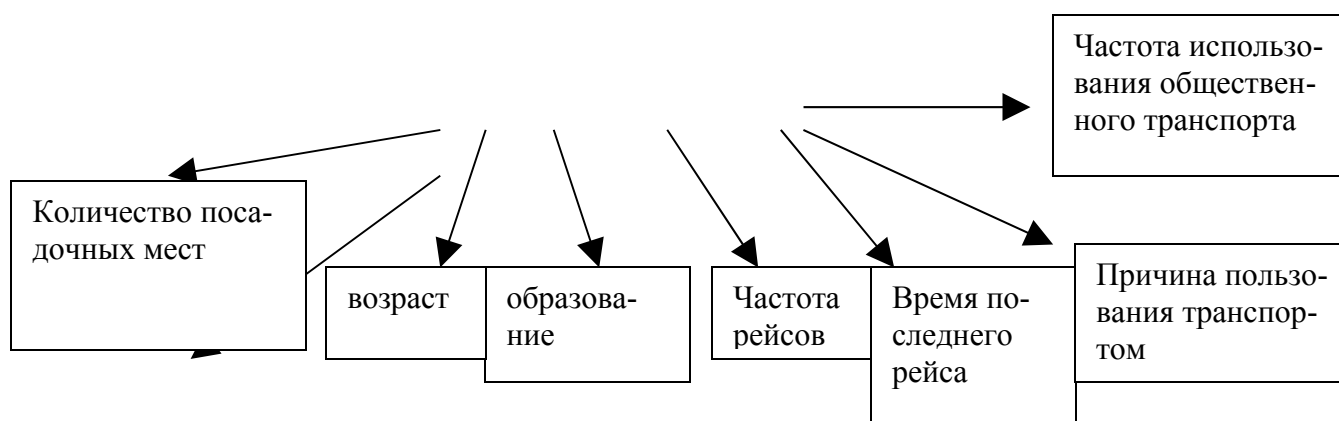 Частота использо-
вания обществен-
ного транспорта
Количество поса-
дочных мест
возраст
образова-
ние
Частота
рейсов
Время по-
следнего
рейса
Причина пользо-
вания транспор-
том